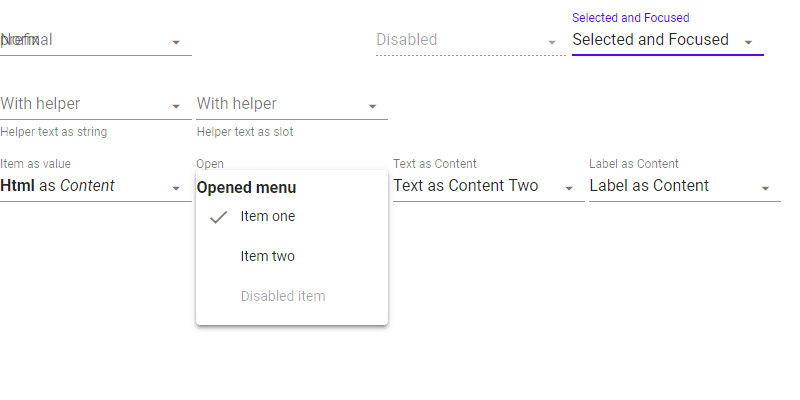 Selected and Focused
Normal
prefix
Disabled
Selected and Focused
With helper
With helper
Helper text as string
Helper text as slot
Item as value
Open
Text as Content
Label as Content
Html as Content
Opened menu
Text as Content Two
Label as Content
Item one
Item two
Disabled item